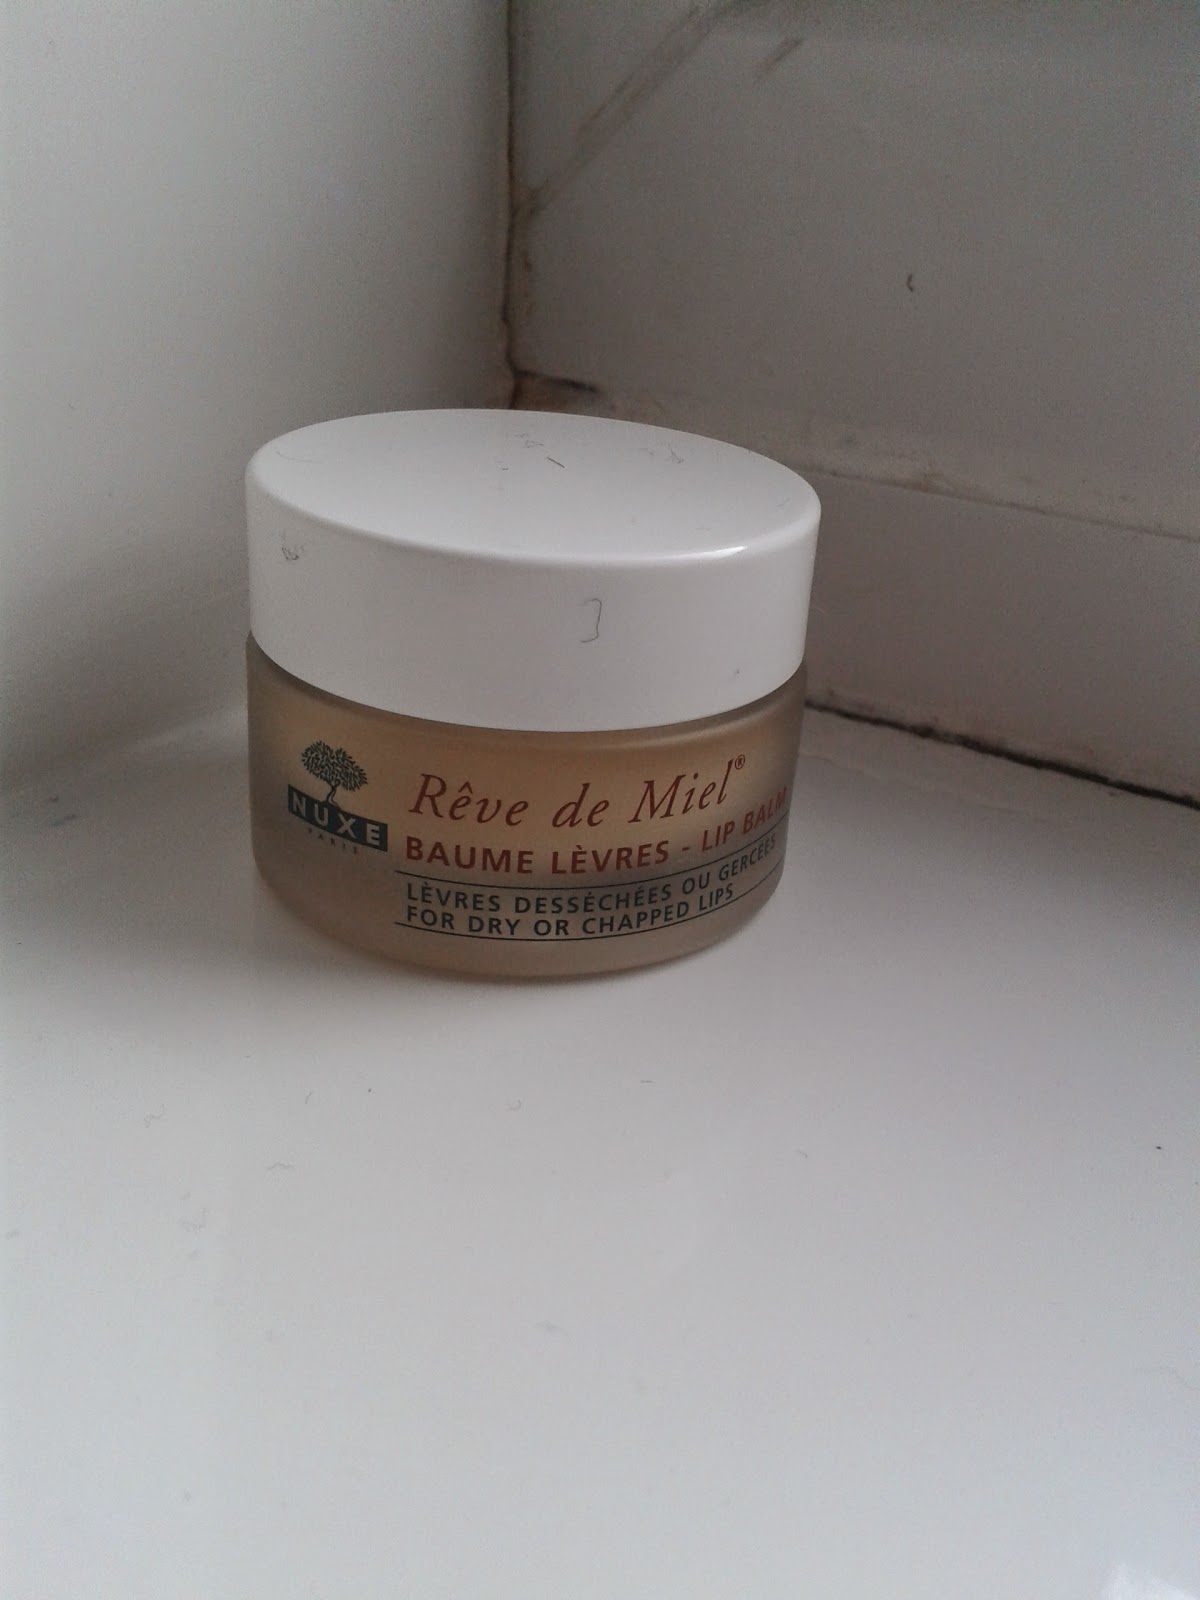 NUXE
PARIS
Rêve de Miel®
BAUME LÈVRES - LIP BALM
LÈVRES DESSÉCHÉES OU GERCÉES
FOR DRY OR CHAPPED LIPS